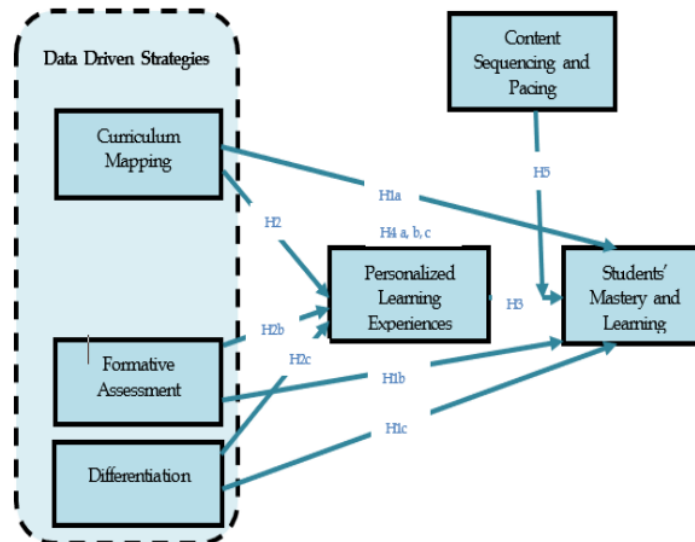 Data Driven Strategies
Content
Sequencing and
Pacing
Curriculum
Mapping
H1a
H5
H2
H4 a, b, c
Personalized
Learning
Experiences
H3
Students'
Mastery and
Learning
H2b
H2c
Formative
Assessment
H1b
H1c
Differentiation